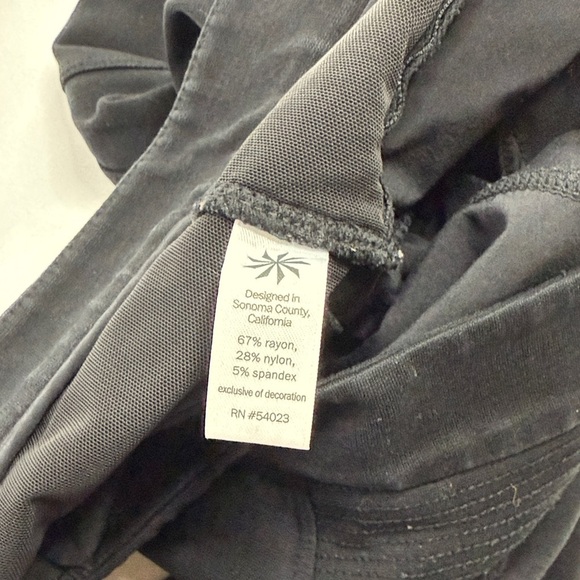 Designed in
Sonoma County,
California
67% rayon,
28% nylon,
5% spandex
exclusive of decoration
RN #54023